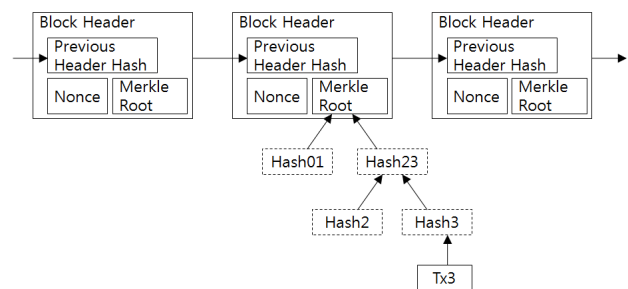 Block Header
Previous
Header Hash
Nonce
Merkle
Root
Block Header
Previous
Header Hash
Nonce
Merkle
Root
Block Header
Previous
Header Hash
Nonce
Merkle
Root
Hash01
Hash23
Hash2
Hash3
Tx3